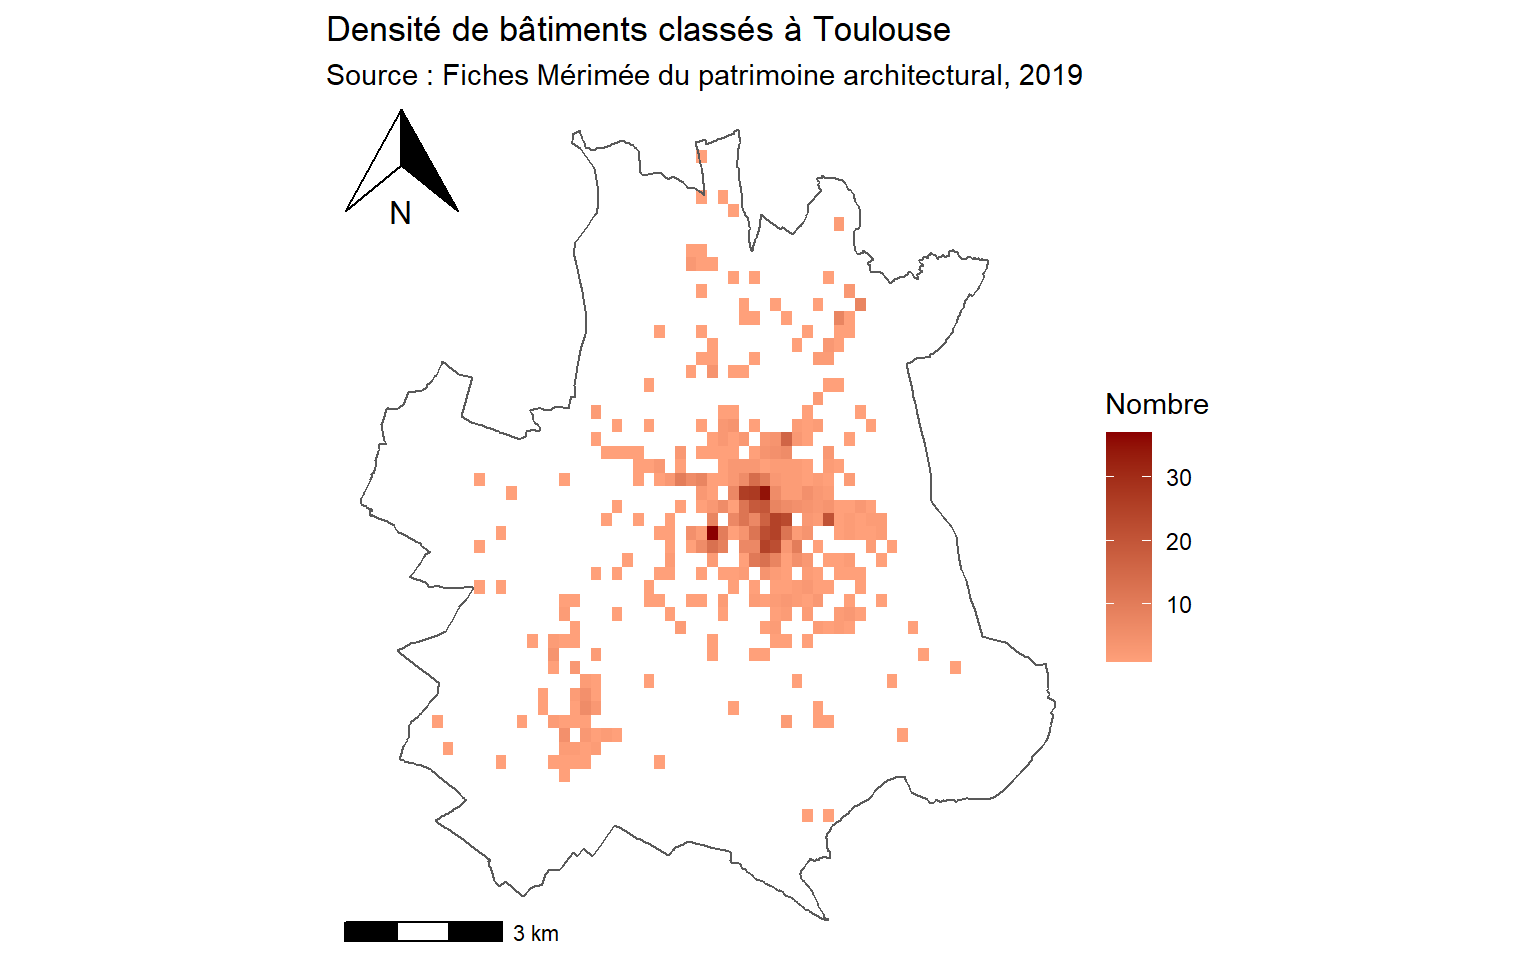 Densité de bâtiments classés à Toulouse
Source : Fiches Mérimée du patrimoine architectural, 2019
N
Nombre
30
20
10
3 km